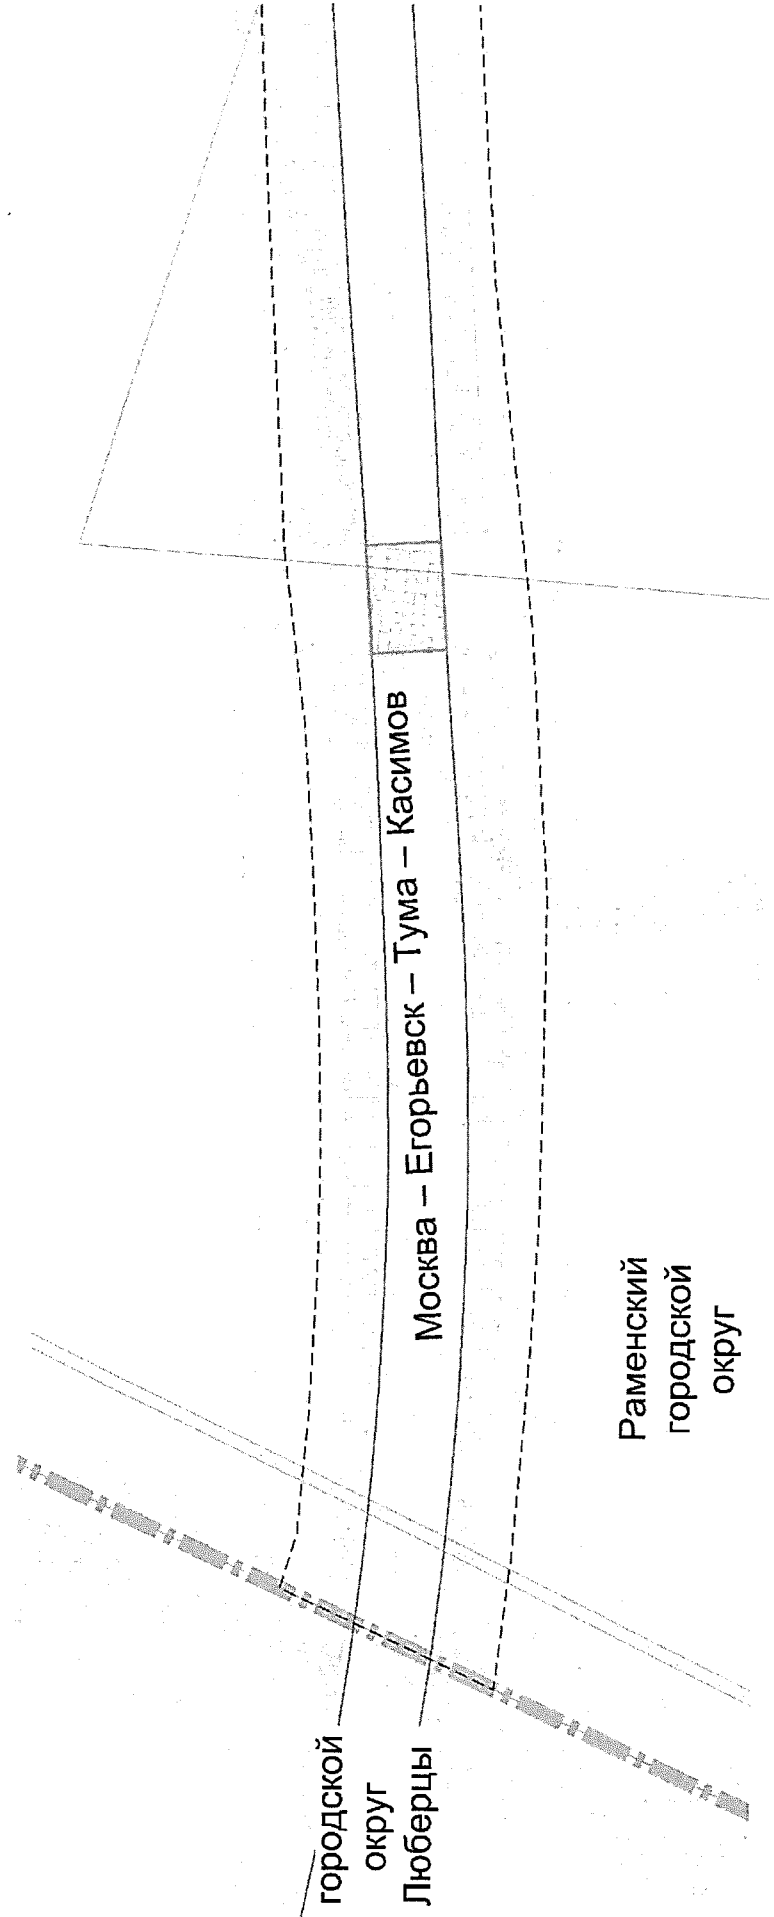 городской
округ
Люберцы
Москва – Егорьевск – Тума – Касимов
Раменский
городской
округ